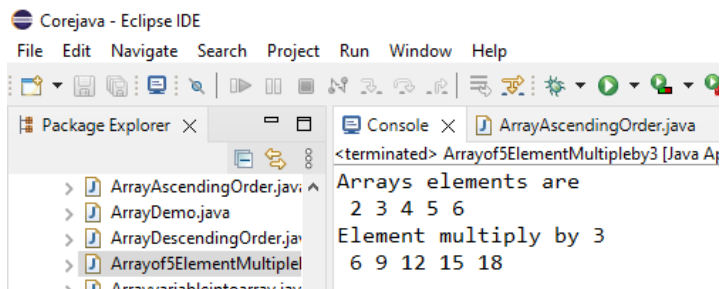 Corejava - Eclipse IDE
File Edit Navigate Search Project Run Window Help
Package Explorer
ArrayAscendingOrder.java
ArrayDemo.java
ArrayDescendingOrder.jav
Arrayof5ElementMultiplel
Arrayvariableintoarray.jav
Console ArrayAscendingOrder.java
<terminated> Arrayof5ElementMultipleby3 [Java Ap
Arrays elements are
2 3 4 5 6
Element multiply by 3
6 9 12 15 18